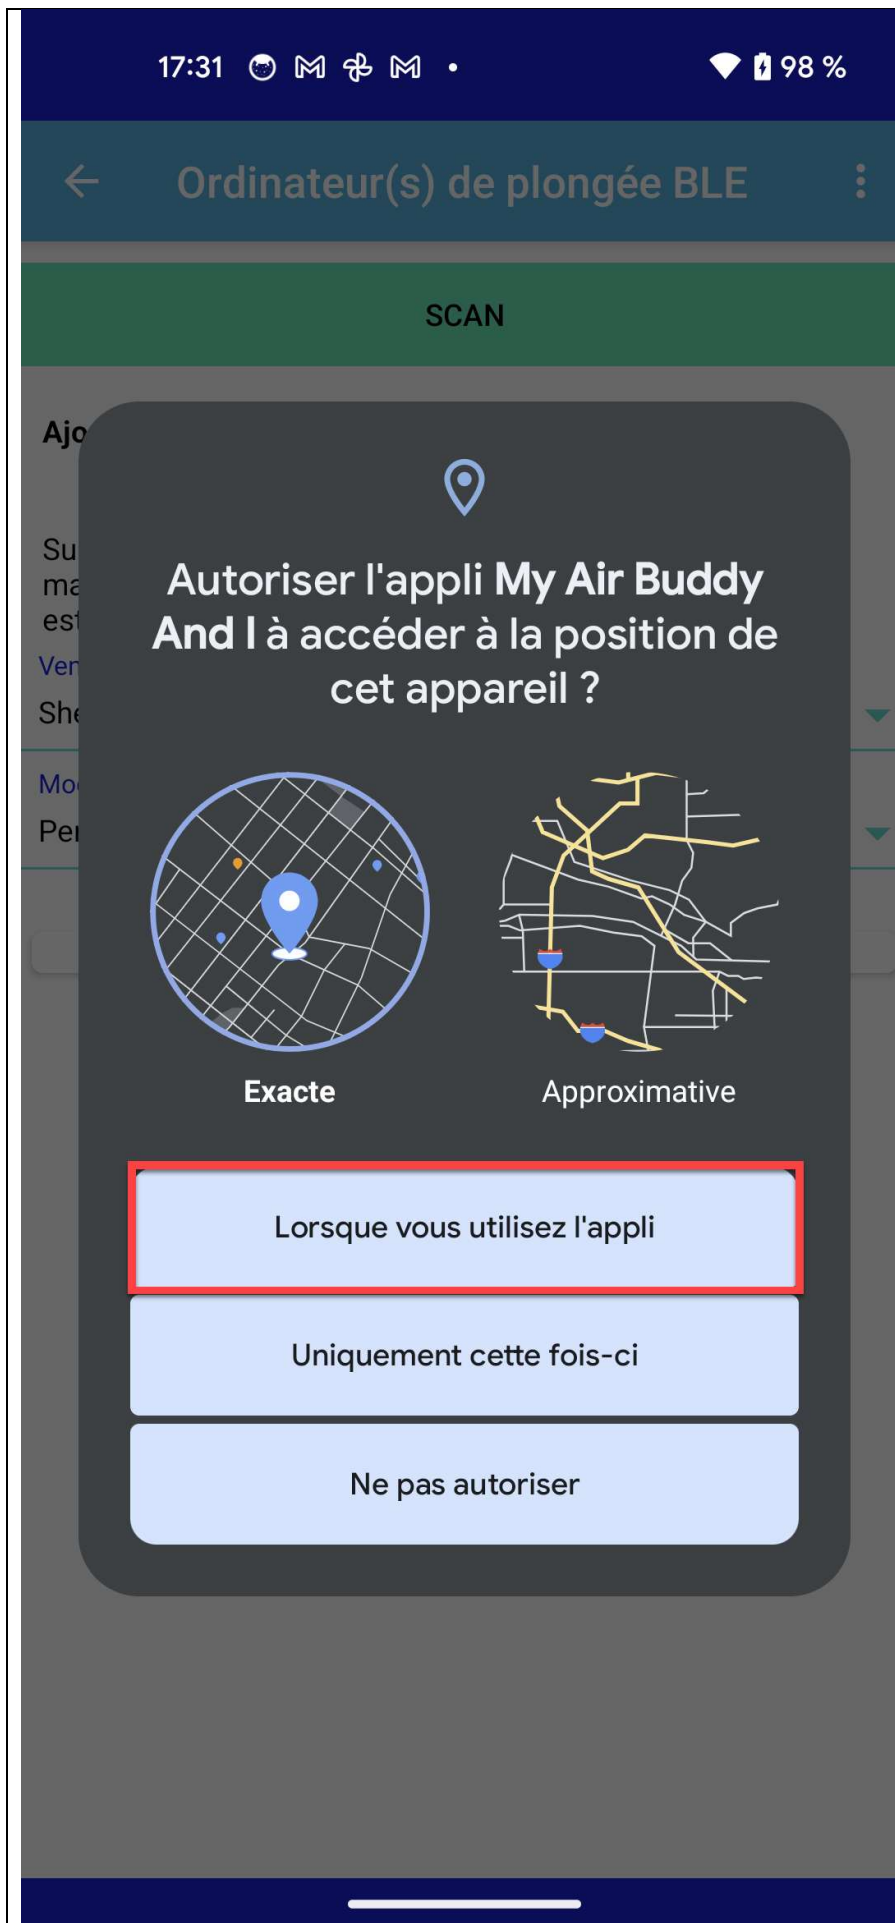 17:31
98 %
Ordinateur(s) de plongée BLE
SCAN
Autoriser l'appli My Air Buddy
And I à accéder à la position de
cet appareil ?
Exacte
Approximative
Lorsque vous utilisez l'appli
Uniquement cette fois-ci
Ne pas autoriser